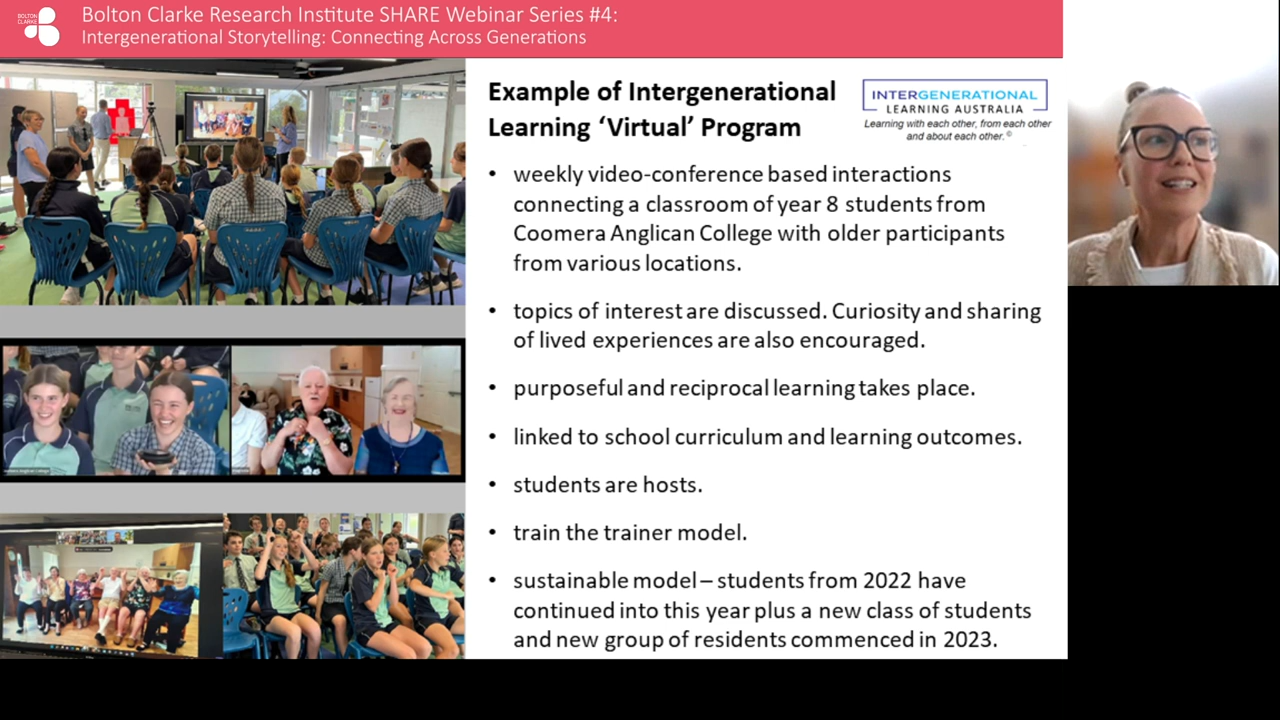 BOLTON
CLARKE
Bolton Clarke Research Institute SHARE Webinar Series #4:
Intergenerational Storytelling: Connecting Across Generations
Example of Intergenerational
Learning ‘Virtual’ Program
INTERGENERATIONAL
LEARNING AUSTRALIA
Learning with each other, from each other
and about each other.©
• weekly video-conference based interactions
connecting a classroom of year 8 students from
Coomera Anglican College with older participants
from various locations.
• topics of interest are discussed. Curiosity and sharing
of lived experiences are also encouraged.
• purposeful and reciprocal learning takes place.
• linked to school curriculum and learning outcomes.
• students are hosts.
• train the trainer model.
• sustainable model – students from 2022 have
continued into this year plus a new class of students
and new group of residents commenced in 2023.